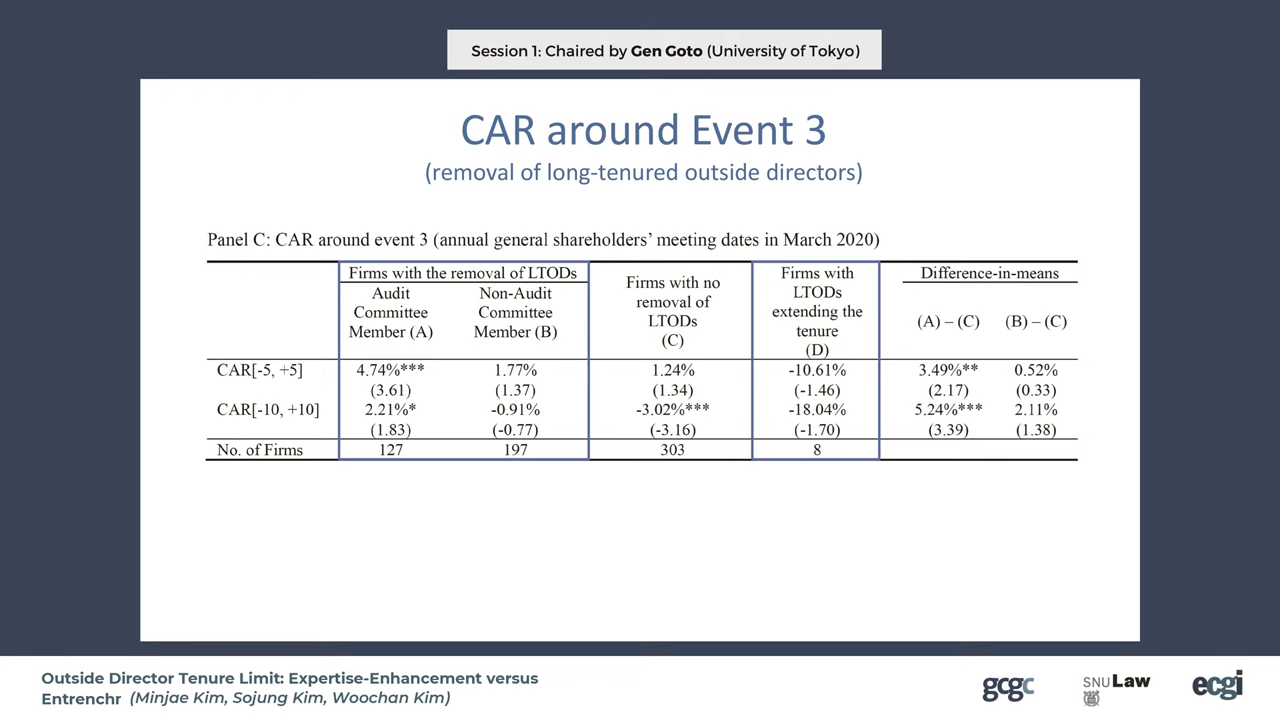 Session 1: Chaired by Gen Goto (University of Tokyo)
CAR around Event 3
(removal of long-tenured outside directors)
Panel C: CAR around event 3 (annual general shareholders' meeting dates in March 2020)
Firms with the removal of LTODs
Audit Committee Member (A)
Non-Audit Committee Member (B)
Firms with no removal of LTODs (C)
Firms with LTODs extending the tenure (D)
Difference-in-means
(A) – (C) (B) – (C)
CAR[-5, +5] 4.74%*** 1.77% 1.24% -10.61% 3.49%** 0.52%
(3.61) (1.37) (1.34) (-1.46) (2.17) (0.33)
CAR[-10, +10] 2.21%* -0.91% -3.02%*** -18.04% 5.24%*** 2.11%
(1.83) (-0.77) (-3.16) (-1.70) (3.39) (1.38)
No. of Firms 127 197 303 8
Outside Director Tenure Limit: Expertise-Enhancement versus
Entrenchr (Minjae Kim, Sojung Kim, Woochan Kim)
gcgc
SNU Law
ecgi